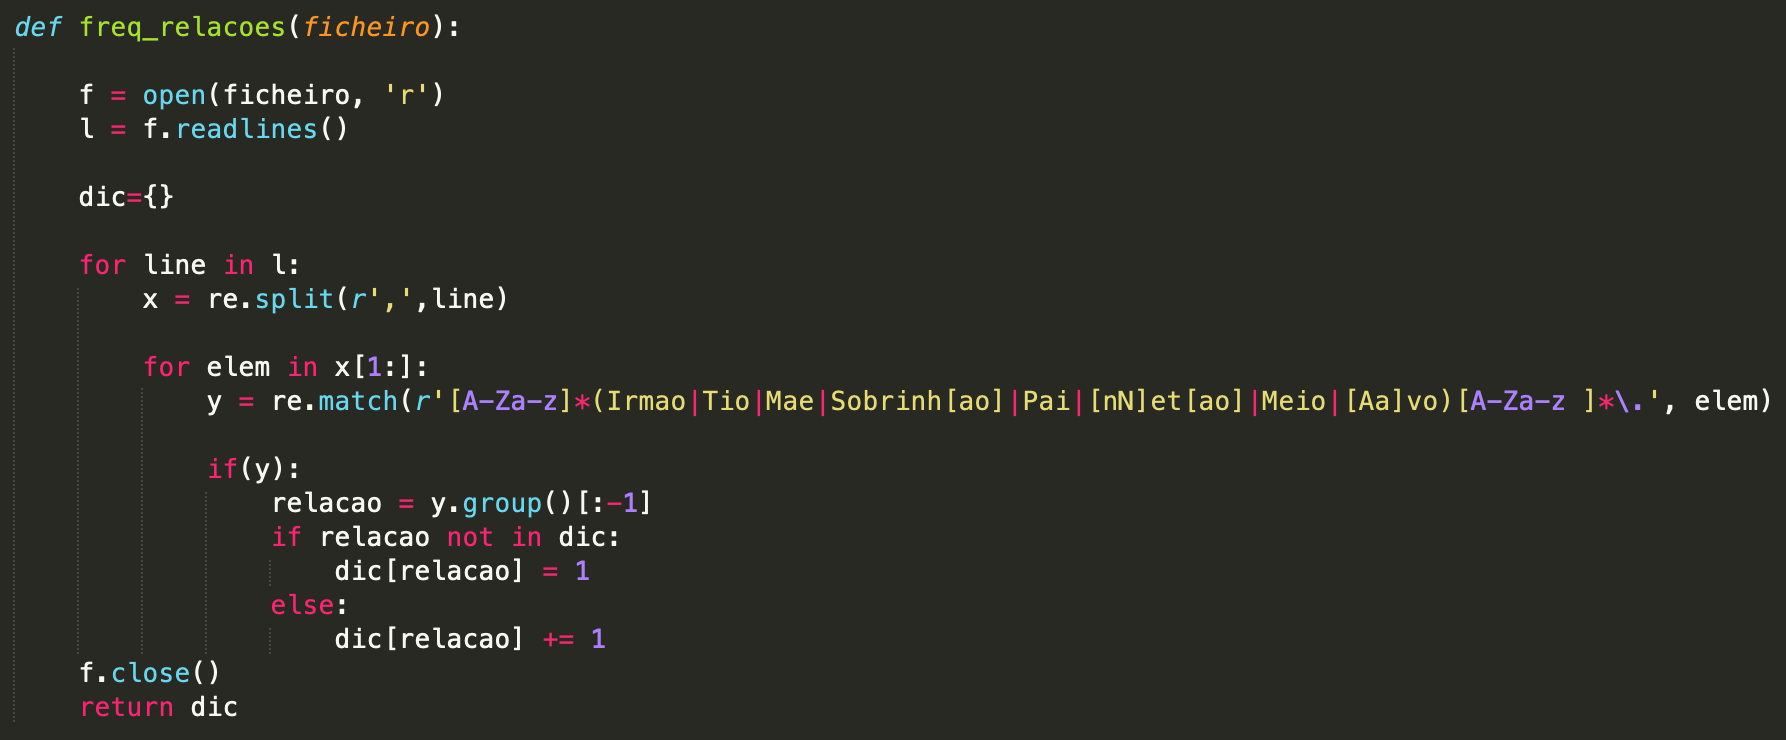 def freq_relacoes(ficheiro):
    f = open(ficheiro, 'r')
    l = f.readlines()
    dic={}
    for line in l:
        x = re.split(r',',line)
        for elem in x[1:]:
            y = re.match(r'[A-Za-z]*(Irmao|Tio|Mae|Sobrinh[ao]|Pai|[nN]et[ao]|Meio|[Aa]vo)[A-Za-z ]*\.', elem)
            if(y):
                relacao = y.group()[:-1]
                if relacao not in dic:
                    dic[relacao] = 1
                else:
                    dic[relacao] += 1
    f.close()
    return dic